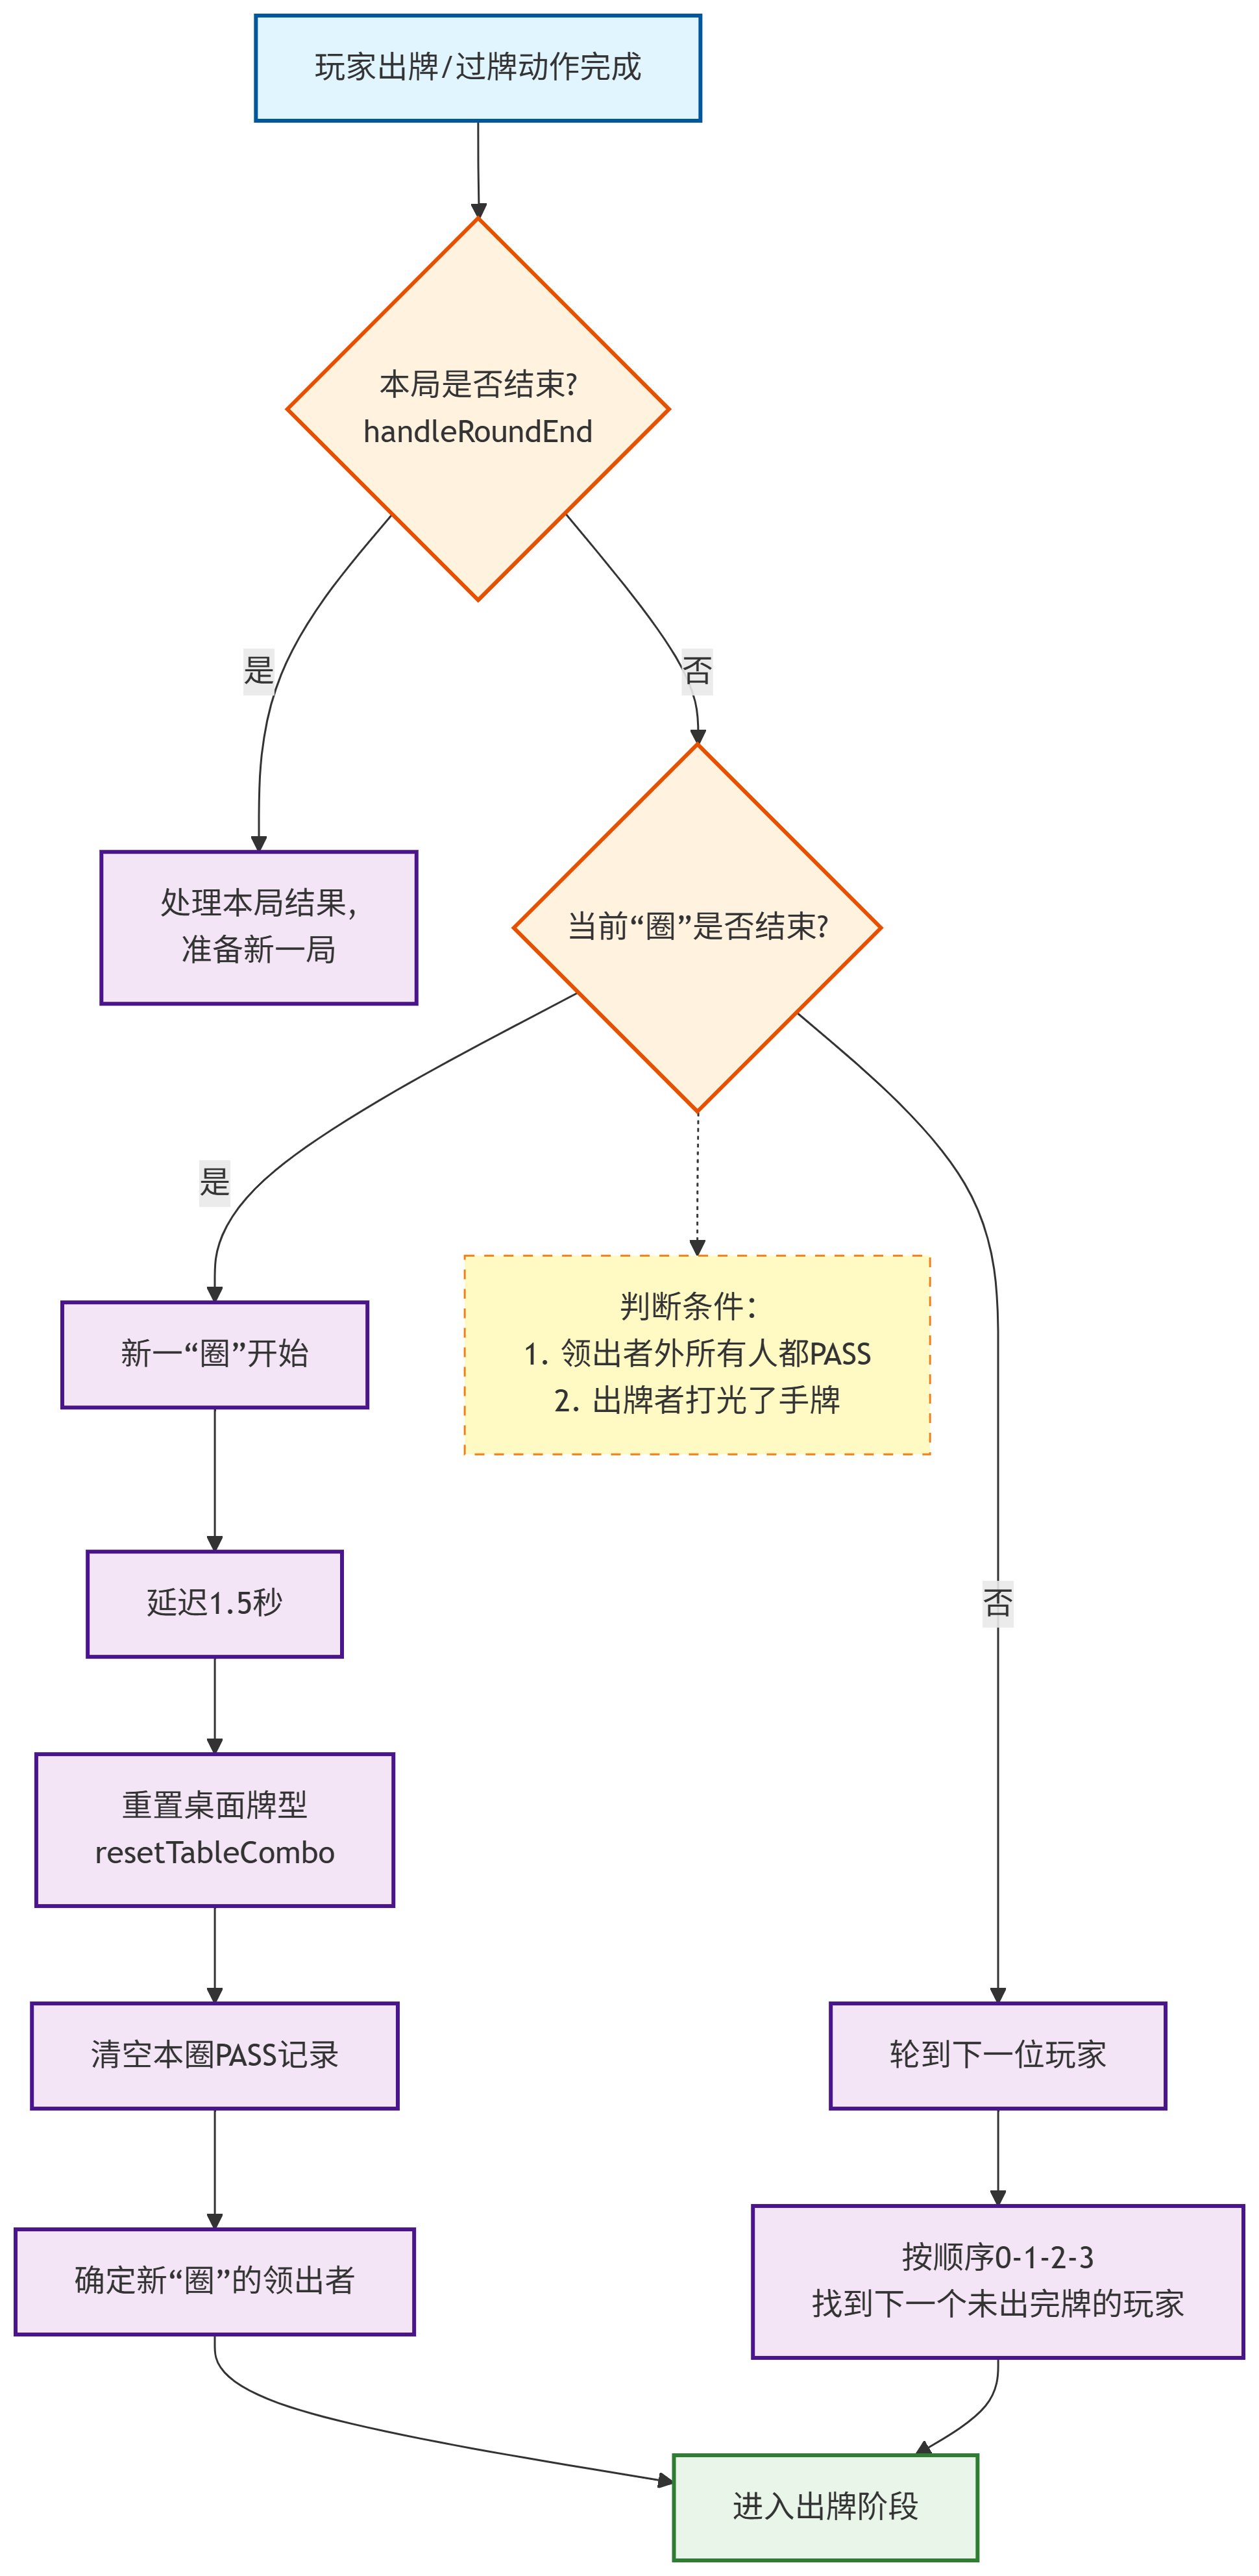 玩家出牌/过牌动作完成
本局是否结束?
handleRoundEnd
是
否
处理本局结果，
准备新一局
当前“圈”是否结束?
是
判断条件：
1. 领出者外所有人都PASS
2. 出牌者打光了手牌
新一“圈”开始
延迟1.5秒
否
重置桌面牌型
resetTableCombo
清空本圈PASS记录
轮到下一位玩家
确定新“圈”的领出者
按顺序0-1-2-3
找到下一个未出完牌的玩家
进入出牌阶段